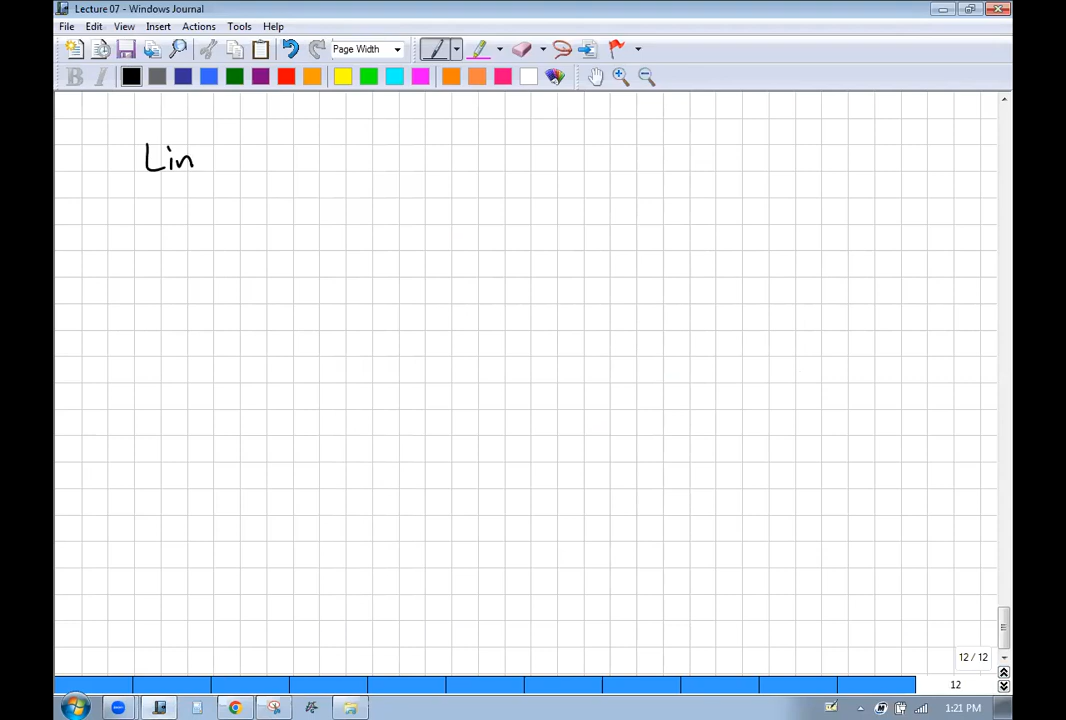 Lecture 07 - Windows Journal
File Edit View Insert Actions Tools Help
Page Width
B I
Lin
12 / 12
12
1:21 PM